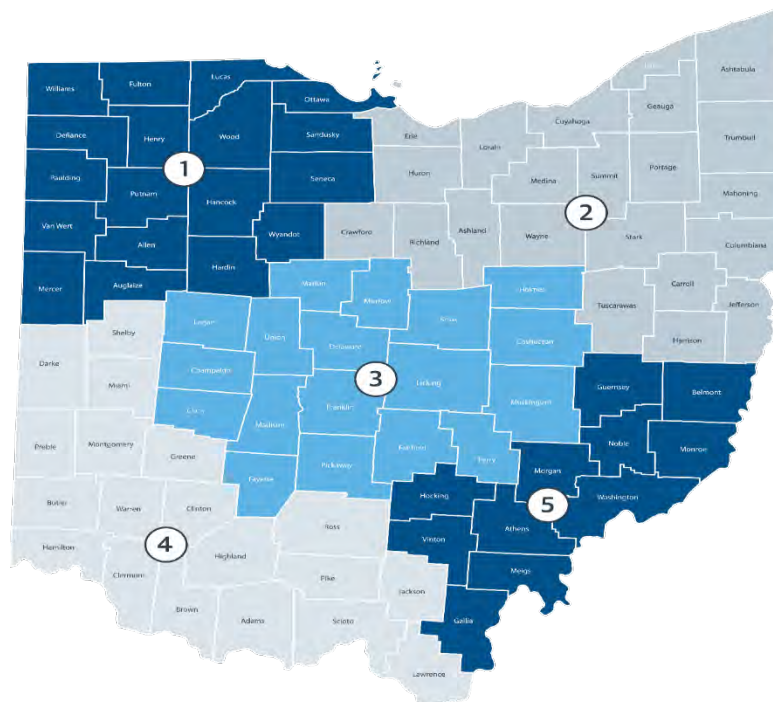 Williams
Fulton
Lucas
Ottawa
Defiance
Henry
Wood
Sandusky
Paulding
1
Putnam
Hancock
Seneca
Van Wert
Allen
Wyandot
Mercer
Auglaize
Hardin
Ashtabula
Geauga
Cuyahoga
Erie
Lorain
Trumbull
Huron
Medina
Summit
Portage
Mahoning
2
Crawford
Richland
Ashland
Wayne
Stark
Columbiana
Carroll
Tuscarawas
Jefferson
Harrison
Marion
Morrow
Holmes
Logan
Union
Knox
Delaware
Coshocton
Champaign
3
Licking
Clark
Franklin
Muskingum
Madison
Fairfield
Perry
Fayette
Pickaway
Shelby
Darke
Miami
Preble
Montgomery
Greene
Butler
Warren
Clinton
Ross
Hamilton
4
Highland
Clermont
Pike
Jackson
Brown
Adams
Scioto
Lawrence
Guernsey
Belmont
Noble
Monroe
Morgan
Hocking
5
Washington
Athens
Vinton
Meigs
Gallia